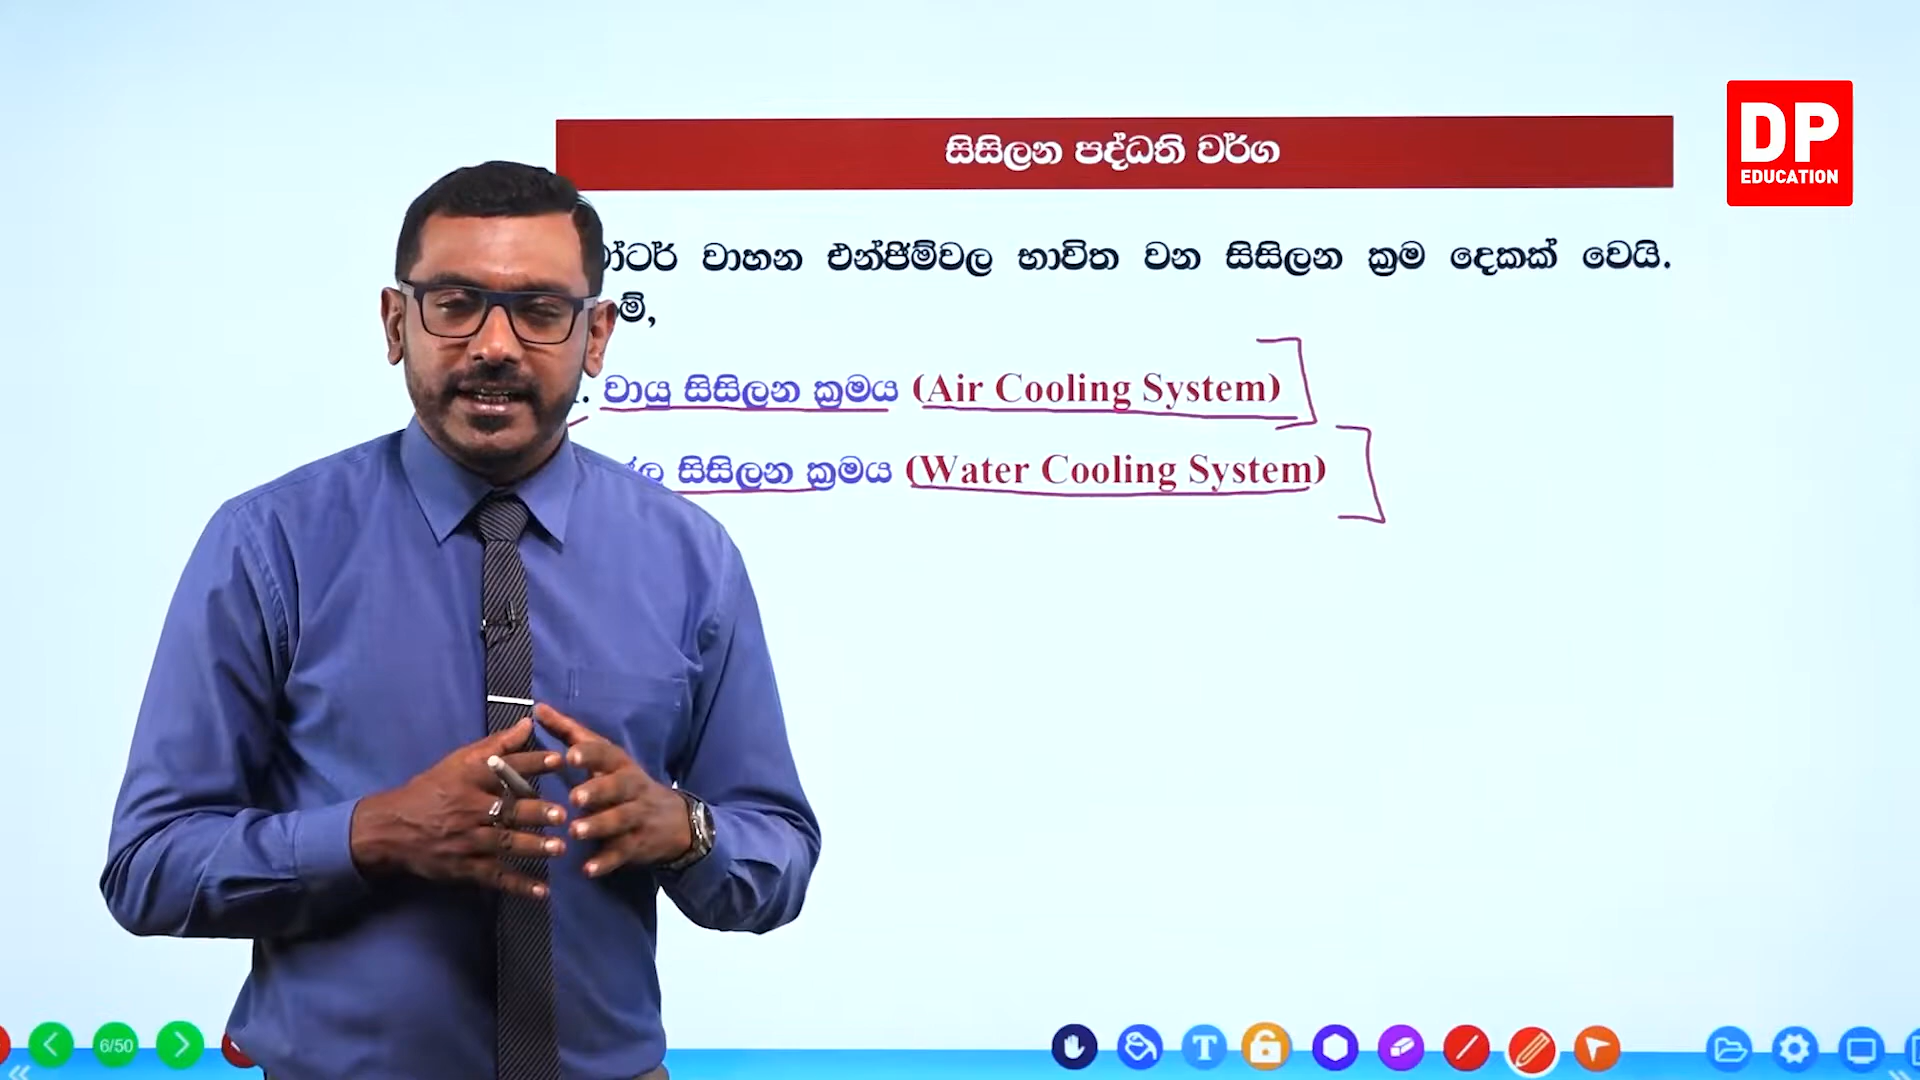 සිසිලන පද්ධති වර්ග
DP
EDUCATION
වාහන එන්ජිම්වල භාවිත වන සිසිලන ක්‍රම දෙකක් වෙයි.
වායු සිසිලන ක්‍රමය (Air Cooling System)
සිසිලන ක්‍රමය (Water Cooling System)
6/50
T